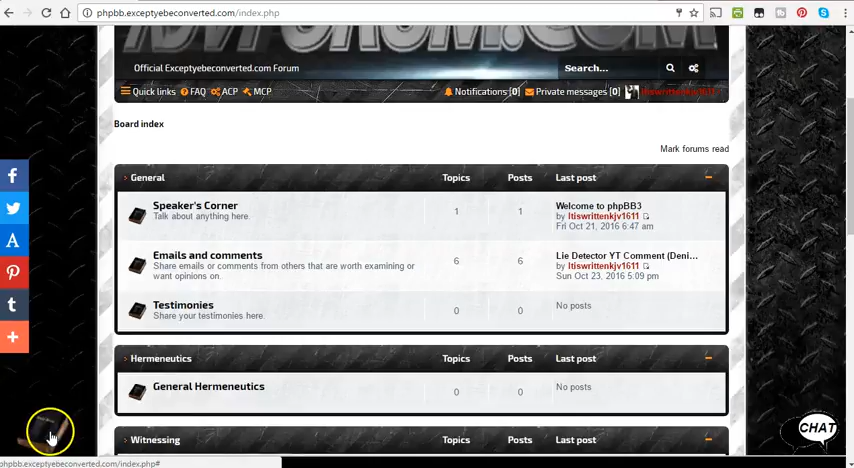 phpbb.exceptyebeconverted.com/index.php
Official Exceptyebeconverted.com Forum
Search...
Quick links FAQ ACP MCP Notifications [0] Private messages [0] Itiswrittenkjv1611
Board index
Mark forums read
General Topics Posts Last post
Speaker's Corner
Talk about anything here.
1 1
Welcome to phpBB3
by Itiswrittenkjv1611
Fri Oct 21, 2016 6:47 am
Emails and comments
Share emails or comments from others that are worth examining or
want opinions on.
6 6
Lie Detector YT Comment (Deni...
by Itiswrittenkjv1611
Sun Oct 23, 2016 5:09 pm
Testimonies
Share your testimonies here.
0 0
No posts
Hermeneutics Topics Posts Last post
General Hermeneutics
0 0
No posts
Witnessing Topics Posts Last post
CHAT
phpbb.exceptyebeconverted.com/index.php#